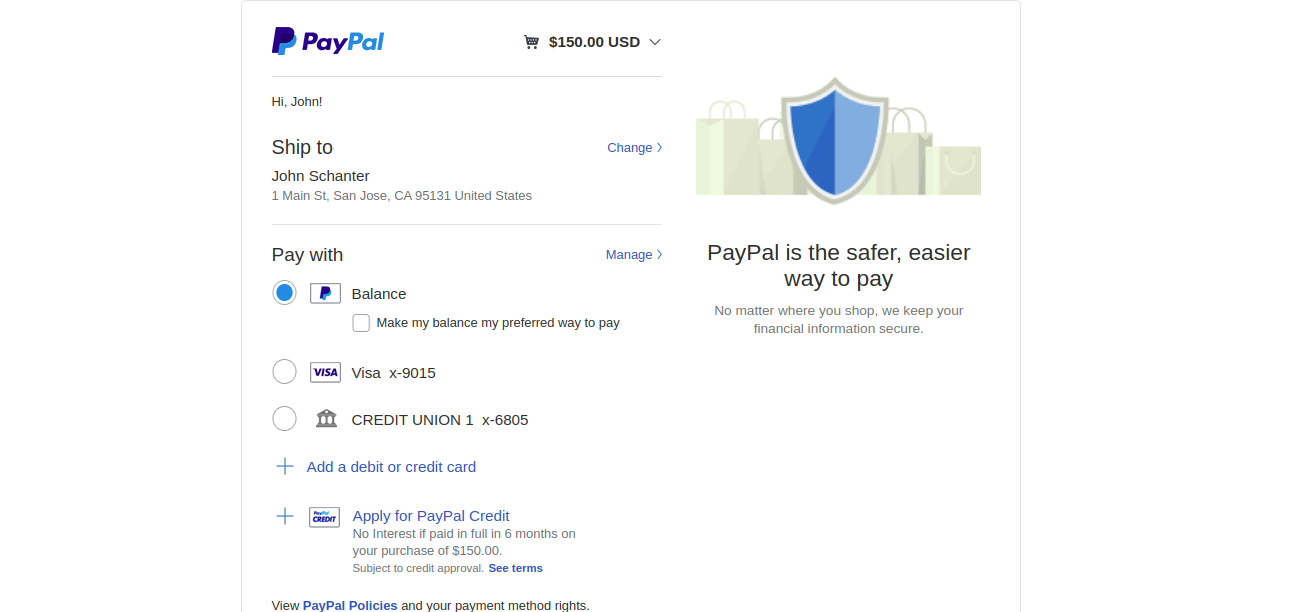 PayPal
$150.00 USD
Hi, John!
Ship to
Change
John Schanter
1 Main St, San Jose, CA 95131 United States
Pay with
Manage
Balance
Make my balance my preferred way to pay
VISA
Visa x-9015
CREDIT UNION 1 x-6805
Add a debit or credit card
PayPal
CREDIT
Apply for PayPal Credit
No Interest if paid in full in 6 months on
your purchase of $150.00.
Subject to credit approval. See terms
View PayPal Policies and your payment method rights.
PayPal is the safer, easier
way to pay
No matter where you shop, we keep your
financial information secure.